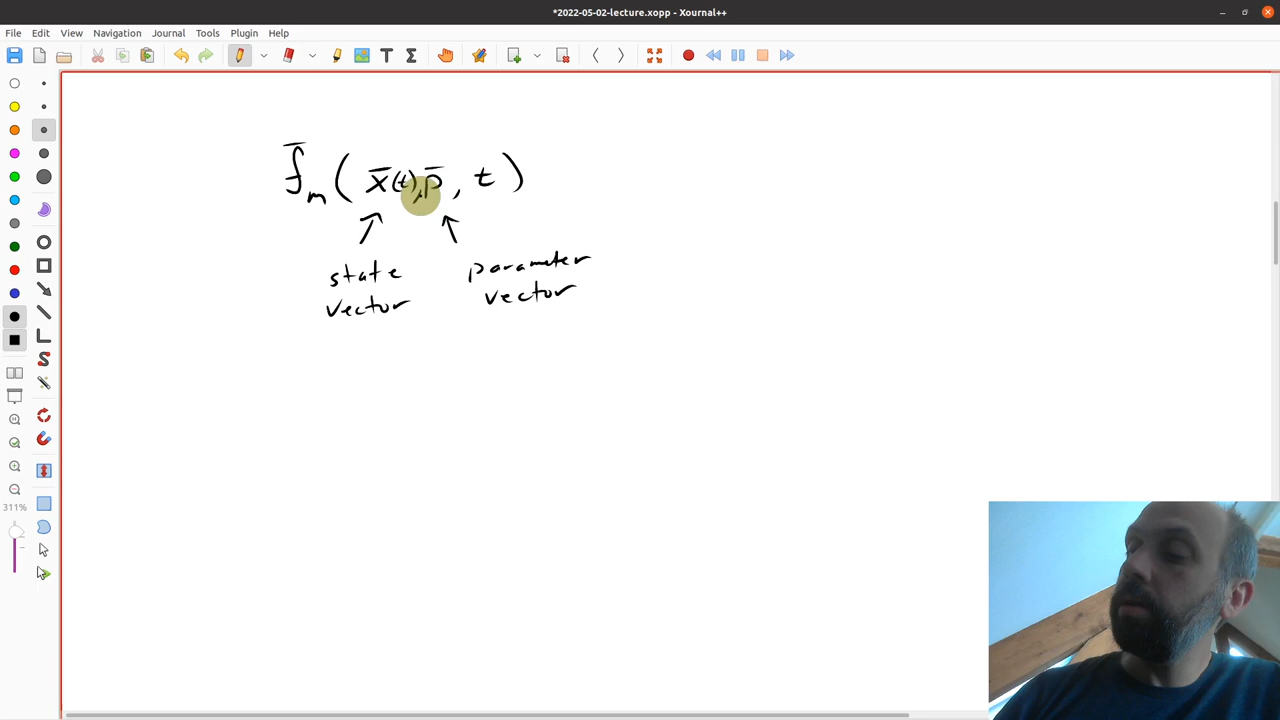 *2022-05-02-lecture.xopp - Xournal++
File Edit View Navigation Journal Tools Plugin Help
f̄ₘ ( x̄(t), p̄ , t )
state parameter
vector vector
311%